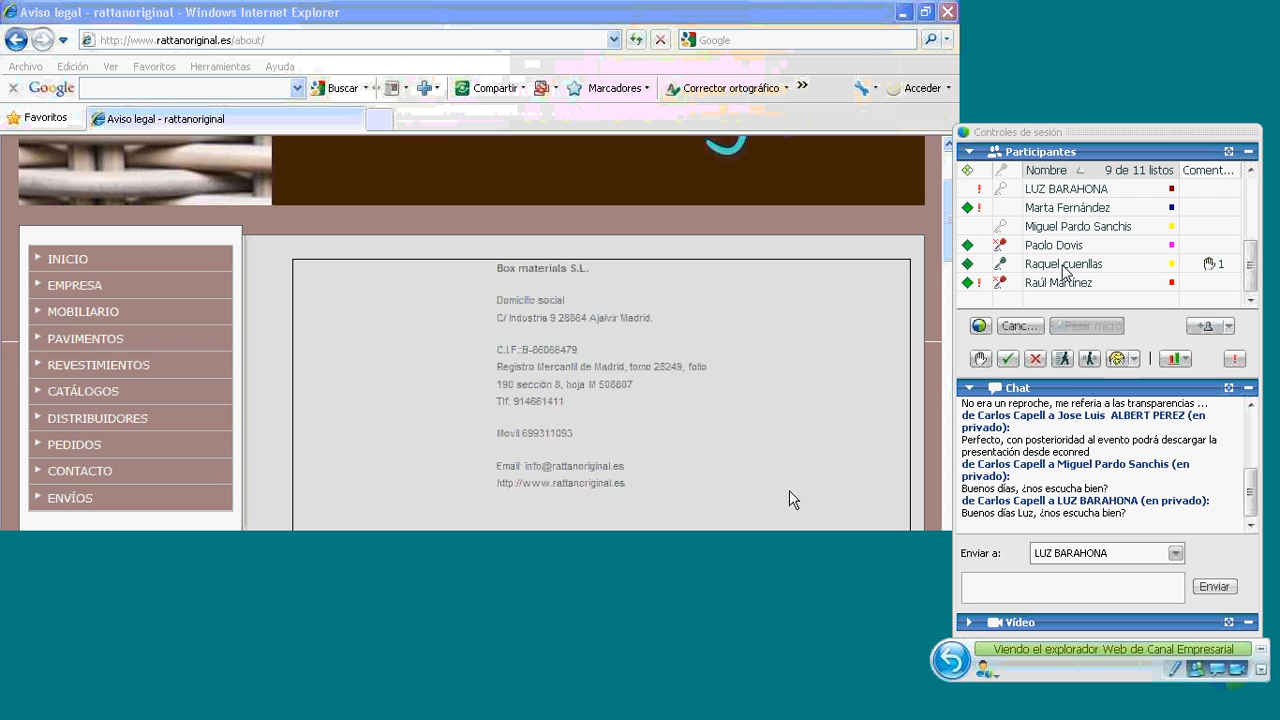 Aviso legal - rattanoriginal - Windows Internet Explorer
http://www.rattanoriginal.es/about/
Google
Archivo Edición Ver Favoritos Herramientas Ayuda
Google Buscar Compartir Marcadores Corrector ortográfico Acceder
Favoritos Aviso legal - rattanoriginal
INICIO
EMPRESA
MOBILIARIO
PAVIMENTOS
REVESTIMIENTOS
CATÁLOGOS
DISTRIBUIDORES
PEDIDOS
CONTACTO
ENVÍOS
Box materials S.L.
Domicilio social
C/ Industria 9 28864 Ajalvir Madrid.
C.I.F.:B-86066479
Registro Mercantil de Madrid, tomo 28249, folio
190 sección 8, hoja M 508807
Tlf: 914661411
Movil 699311093
Email: info@rattanoriginal.es
http://www.rattanoriginal.es
Controles de sesión
Participantes
Nombre 9 de 11 listos Coment...
LUZ BARAHONA
Marta Fernández
Miguel Pardo Sanchis
Paolo Dovis
Raquel cuenllas 1
Raúl Martínez
Canc... Pasar micro
Chat
No era un reproche, me referia a las transparencias ...
de Carlos Capell a Jose Luis ALBERT PEREZ (en
privado):
Perfecto, con posterioridad al evento podrá descargar la
presentación desde econred
de Carlos Capell a Miguel Pardo Sanchis (en
privado):
Buenos días, ¿nos escucha bien?
de Carlos Capell a LUZ BARAHONA (en privado):
Buenos días Luz, ¿nos escucha bien?
Enviar a: LUZ BARAHONA
Enviar
Vídeo
Viendo el explorador Web de Canal Empresarial